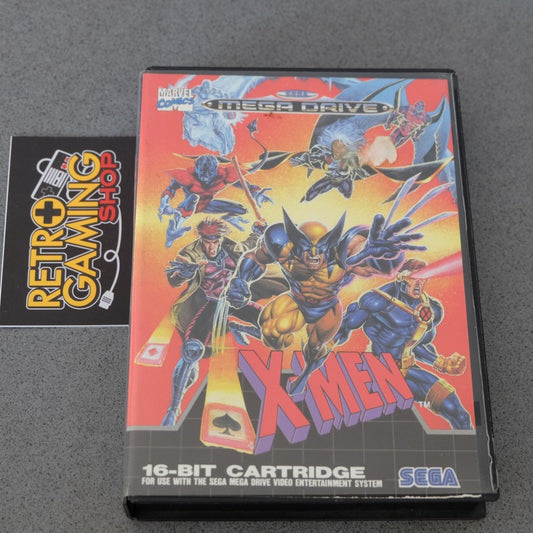 MARVEL
COMICS
SEGA
MEGA DRIVE
RETRO
GAMING
SHOP
X-MEN
TM
16-BIT CARTRIDGE
FOR USE WITH THE SEGA MEGA DRIVE VIDEO ENTERTAINMENT SYSTEM
SEGA